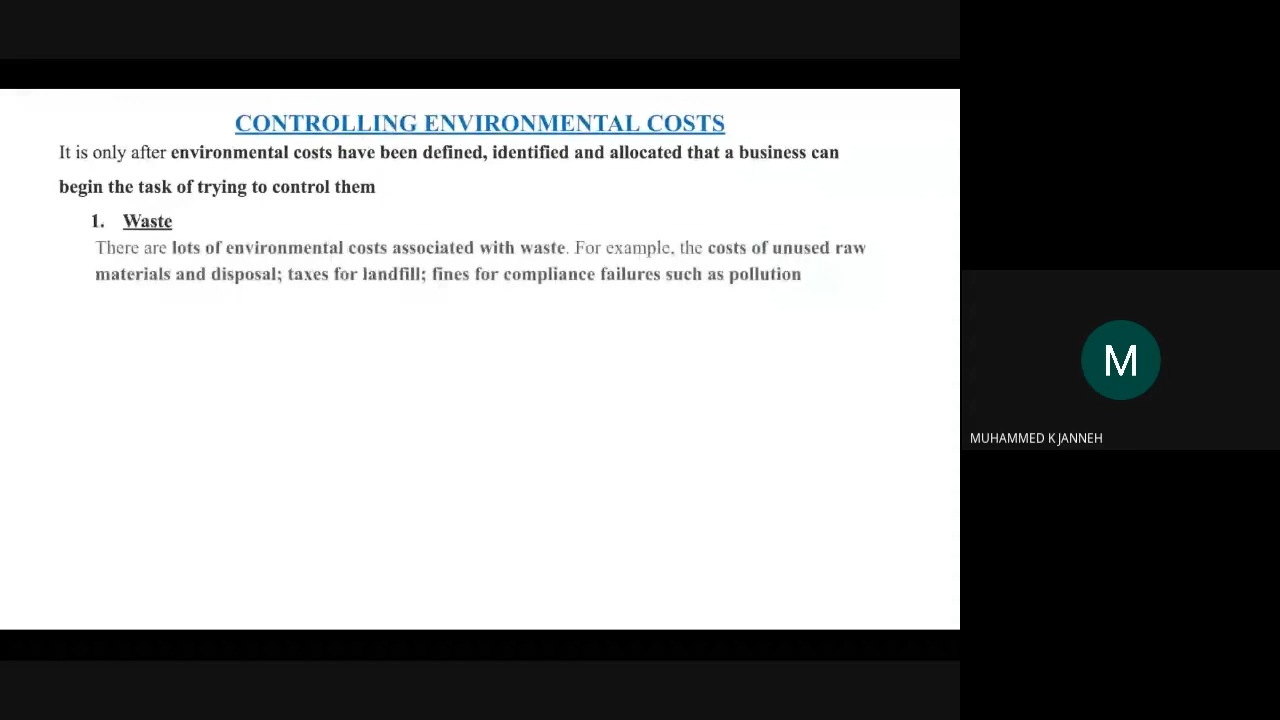 CONTROLLING ENVIRONMENTAL COSTS
It is only after environmental costs have been defined, identified and allocated that a business can
begin the task of trying to control them
1. Waste
There are lots of environmental costs associated with waste. For example, the costs of unused raw
materials and disposal; taxes for landfill; fines for compliance failures such as pollution
M
MUHAMMED K JANNEH